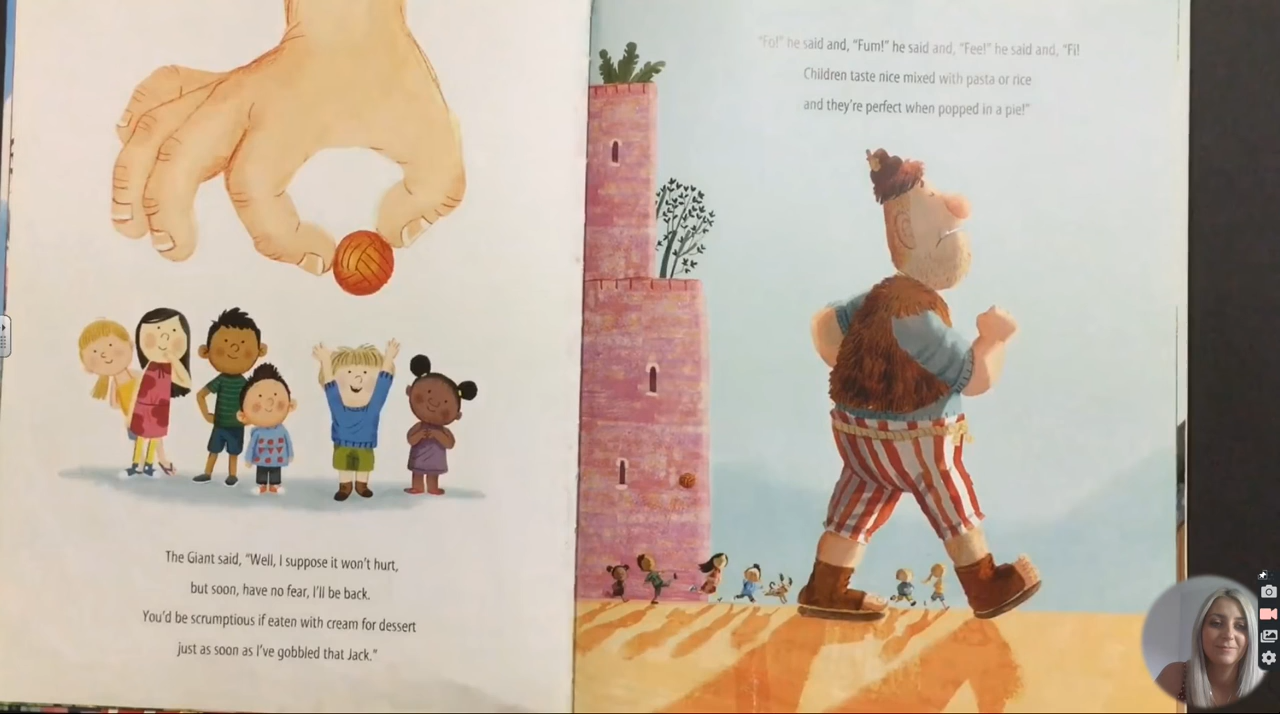 The Giant said, “Well, I suppose it won’t hurt,
but soon, have no fear, I’ll be back.
You’d be scrumptious if eaten with cream for dessert
just as soon as I’ve gobbled that Jack.”
“Fo!” he said and, “Fum!” he said and, “Fee!” he said and, “Fi!
Children taste nice mixed with pasta or rice
and they’re perfect when popped in a pie!”